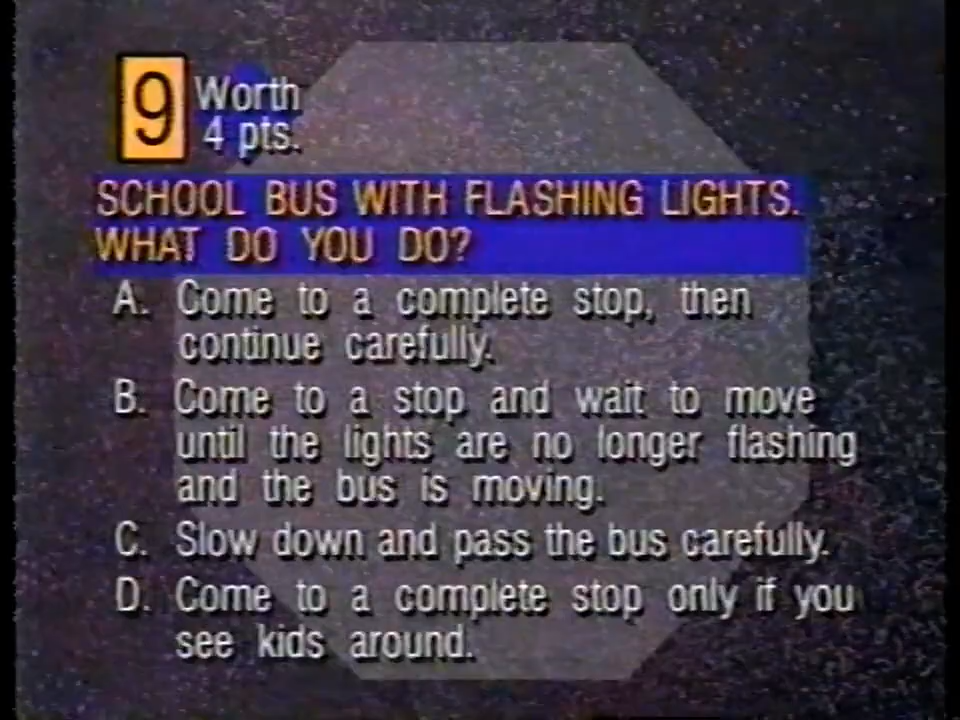 9 Worth
4 pts.
SCHOOL BUS WITH FLASHING LIGHTS.
WHAT DO YOU DO?
A. Come to a complete stop, then
continue carefully.
B. Come to a stop and wait to move
until the lights are no longer flashing
and the bus is moving.
C. Slow down and pass the bus carefully.
D. Come to a complete stop only if you
see kids around.